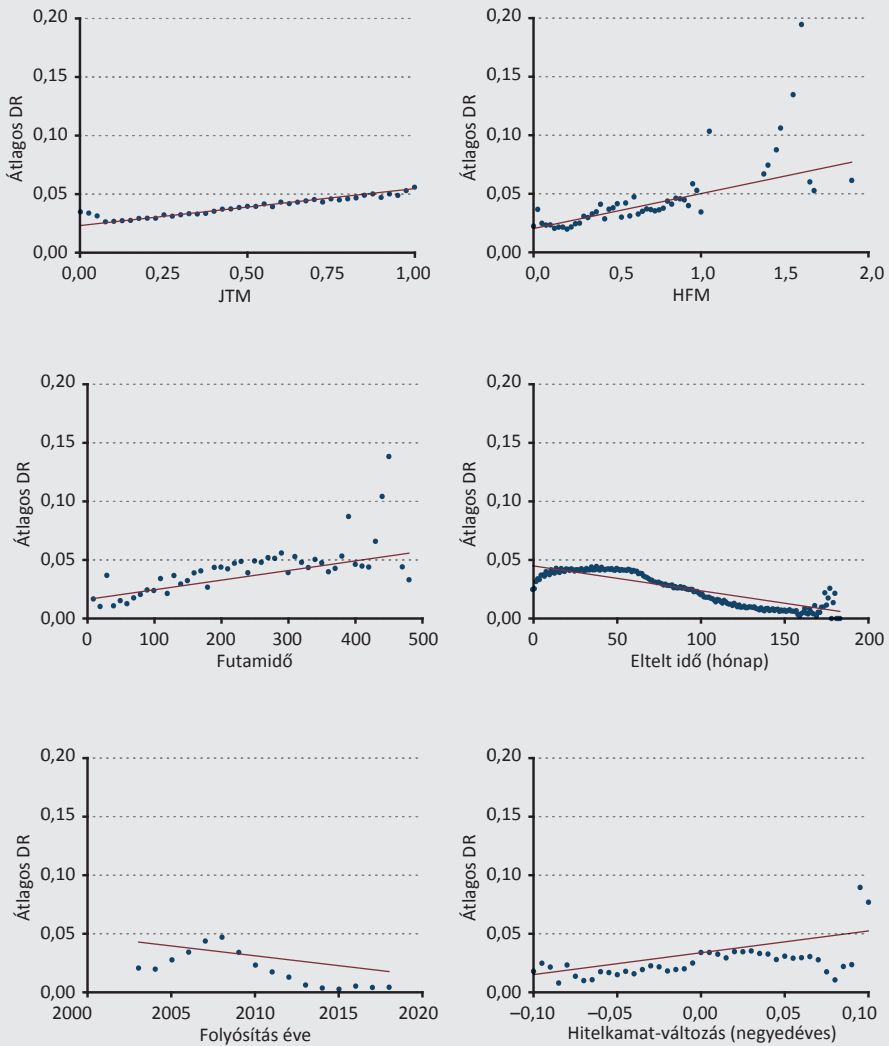 0,20
0,15
0,10
0,05
0,00
Átlagos DR
0,00 0,25 0,50 0,75 1,00
JTM
0,20
0,15
0,10
0,05
0,00
Átlagos DR
0,0 0,5 1,0 1,5 2,0
HFM
0,20
0,15
0,10
0,05
0,00
Átlagos DR
0 100 200 300 400 500
Futamidő
0,20
0,15
0,10
0,05
0,00
Átlagos DR
0 50 100 150 200
Eltelt idő (hónap)
0,20
0,15
0,10
0,05
0,00
Átlagos DR
2000 2005 2010 2015 2020
Folyósítás éve
0,20
0,15
0,10
0,05
0,00
Átlagos DR
–0,10 –0,05 0,00 0,05 0,10
Hitelkamat-változás (negyedéves)